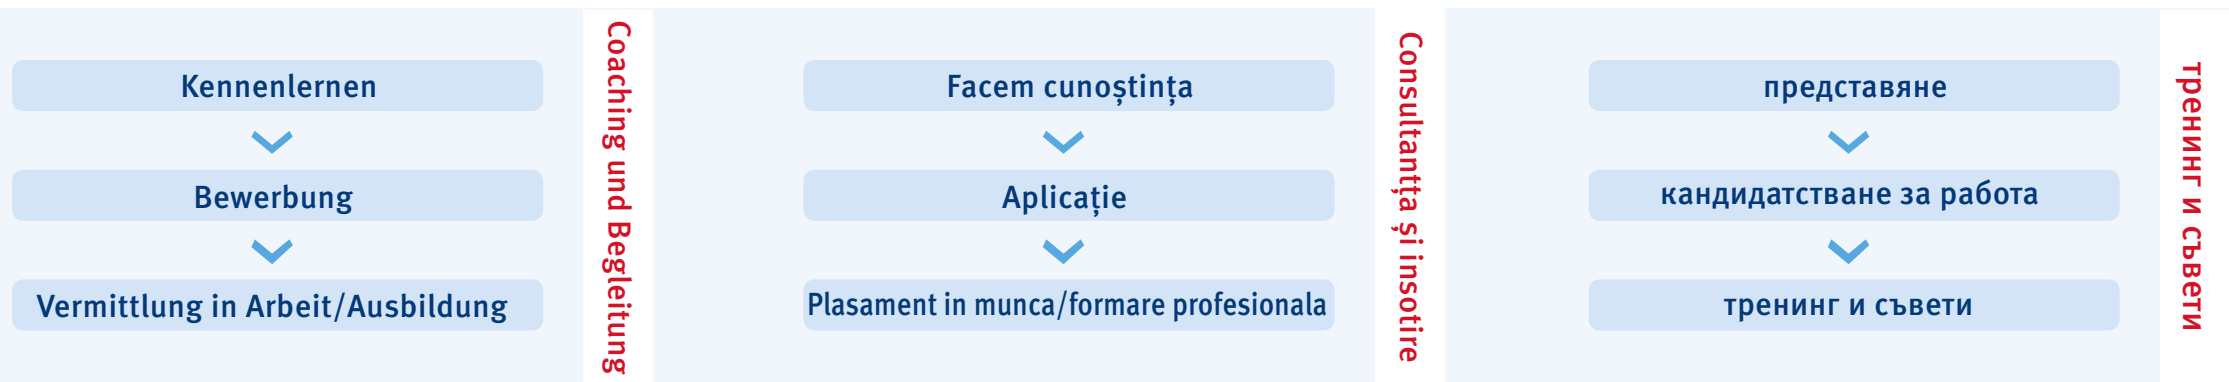 Kennenlernen
Bewerbung
Vermittlung in Arbeit/Ausbildung
Coaching und Begleitung
Facem cunoștința
Aplicație
Plasament in munca/formare profesionala
Consultantța și insotire
представяне
кандидатстване за работа
тренинг и съвети
тренинг и съвети